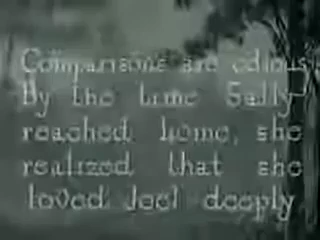 Comparisons are odious
By the time Sally
reached home, she
realized that she
loved Joel deeply